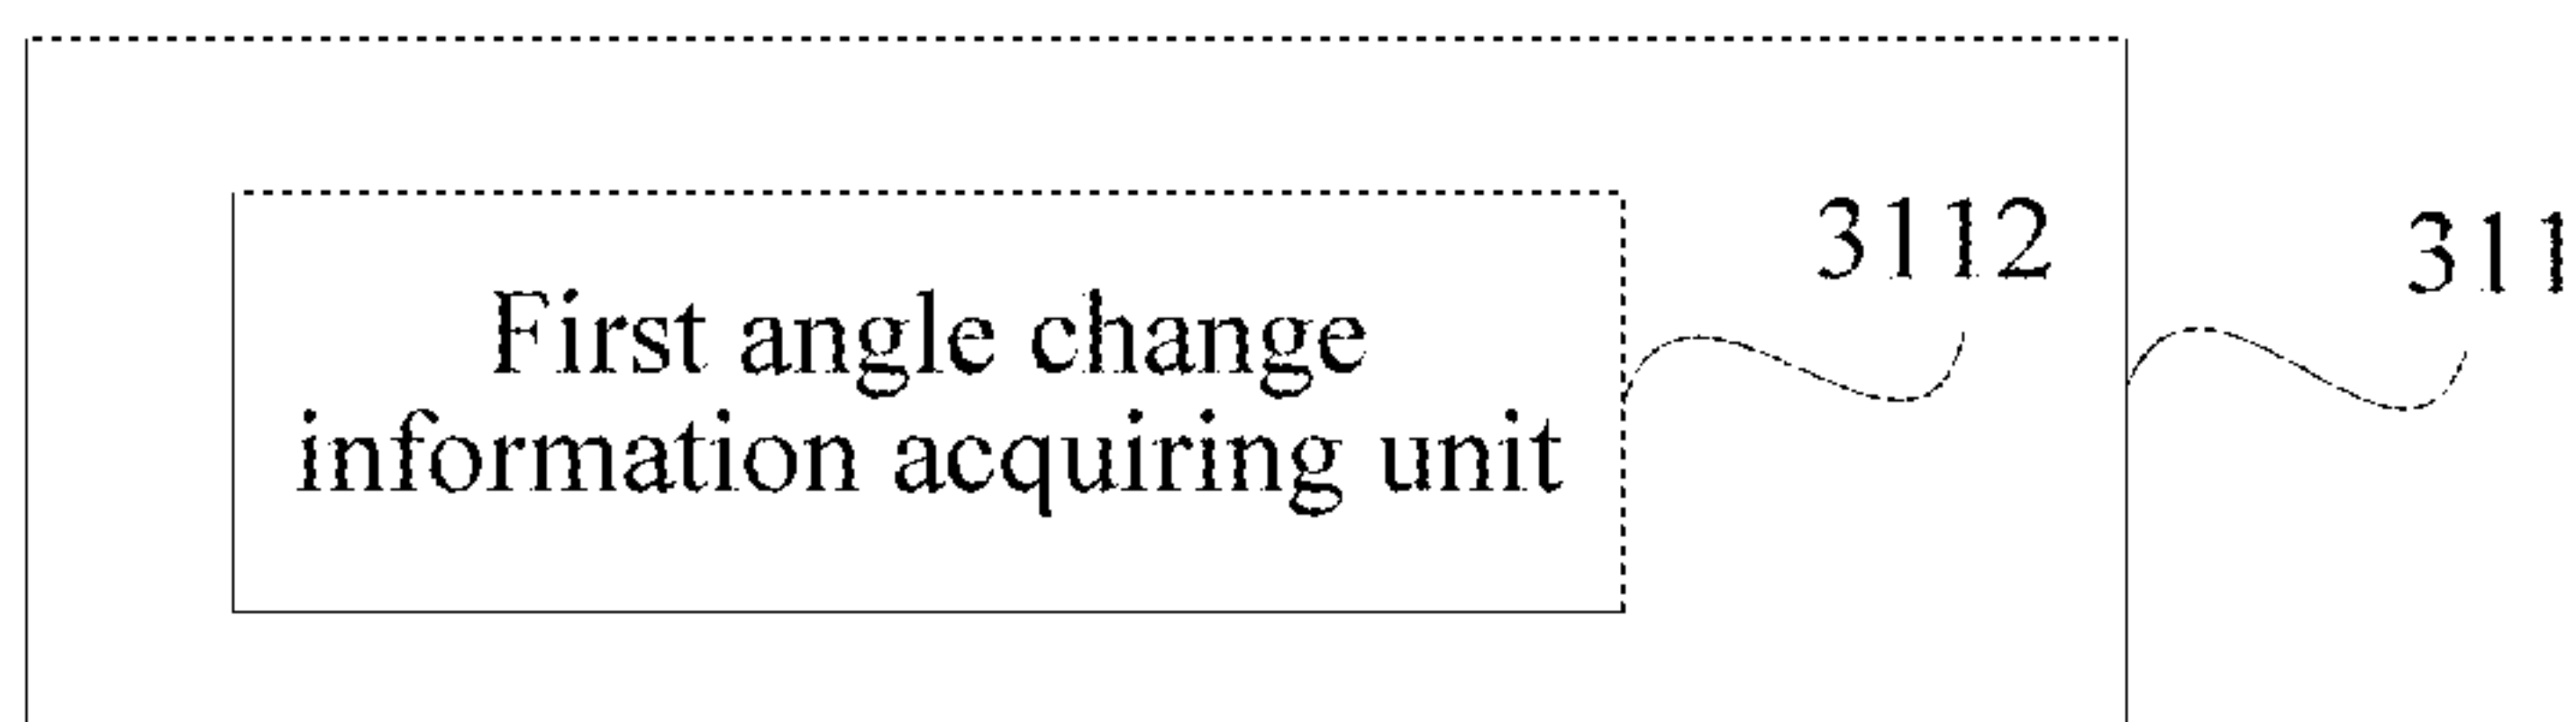 3112
311
First angle change
information acquiring unit